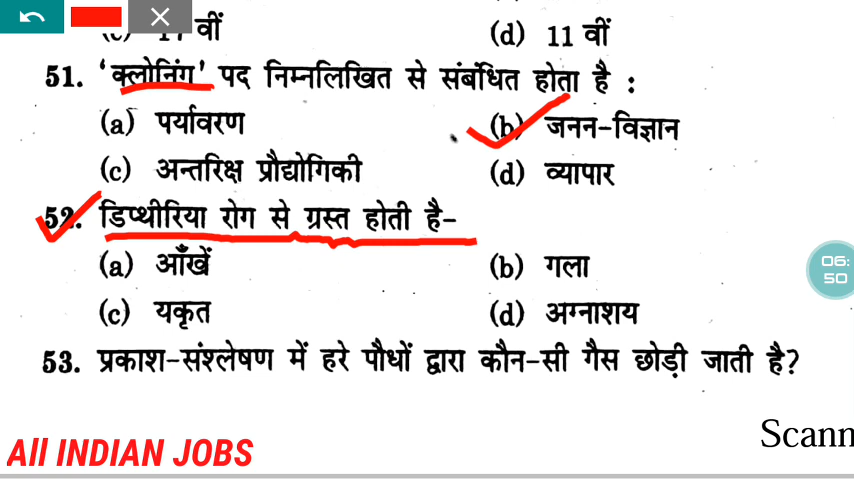 (d) 11 वीं
51. 'क्लोनिंग' पद निम्नलिखित से संबंधित होता है :
(a) पर्यावरण (b) जनन-विज्ञान
(c) अन्तरिक्ष प्रौद्योगिकी (d) व्यापार
52. डिप्थीरिया रोग से ग्रस्त होती है-
(a) आँखें (b) गला
(c) यकृत (d) अग्नाशय
53. प्रकाश-संश्लेषण में हरे पौधों द्वारा कौन-सी गैस छोड़ी जाती है?
06:
50
Scann
All INDIAN JOBS